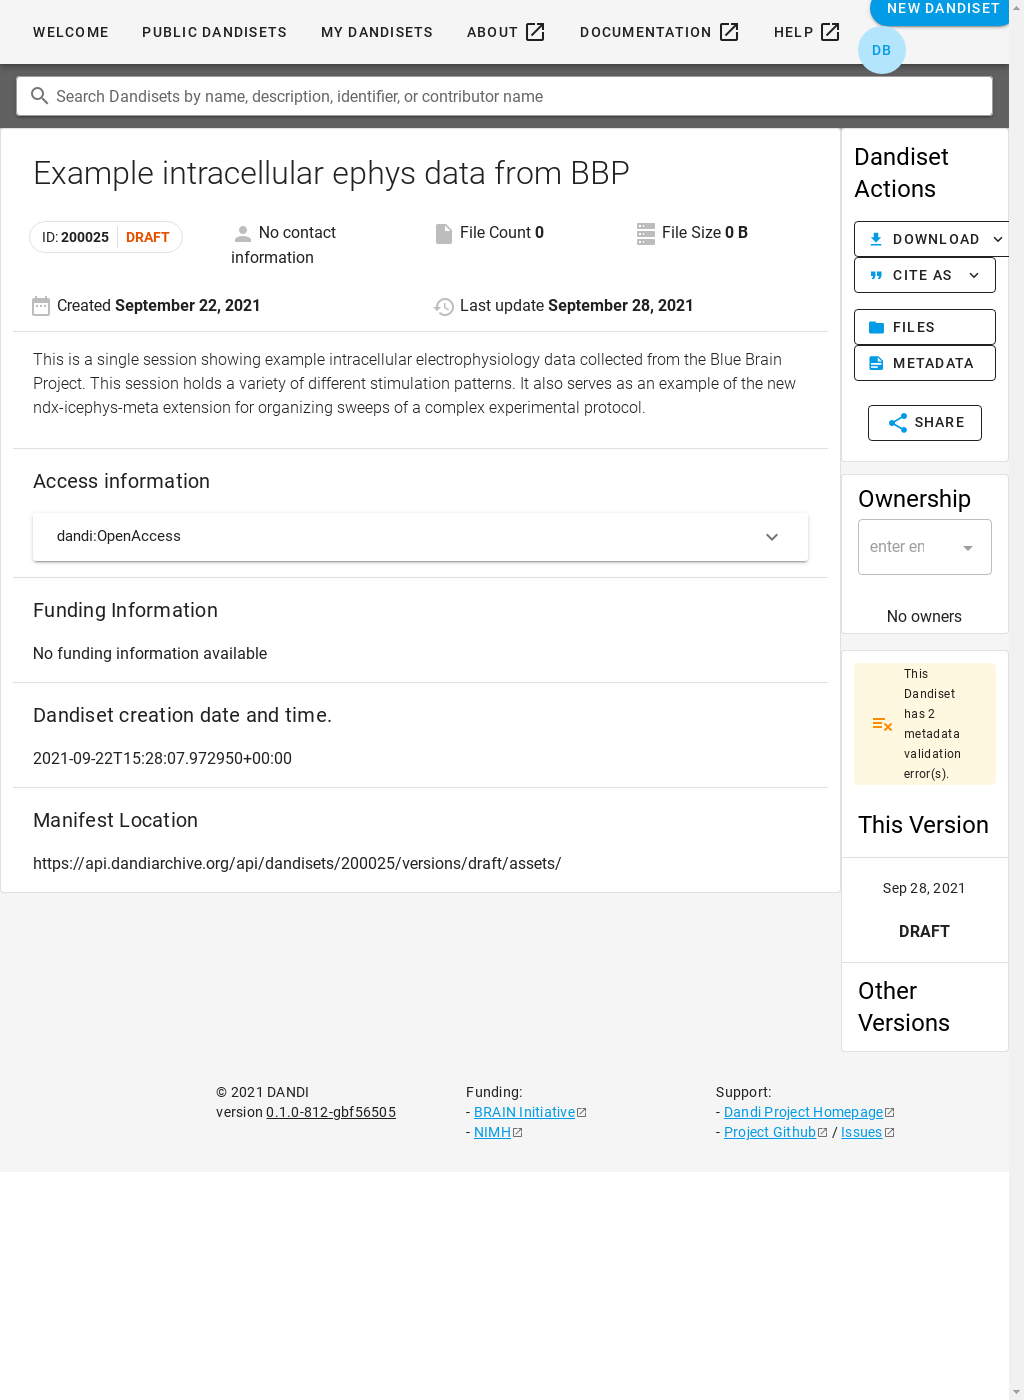 WELCOME PUBLIC DANDISETS MY DANDISETS ABOUT DOCUMENTATION HELP NEW DANDISET
DB
Search Dandisets by name, description, identifier, or contributor name
Example intracellular ephys data from BBP
ID: 200025 DRAFT
No contact
information
File Count 0
File Size 0 B
Created September 22, 2021
Last update September 28, 2021
This is a single session showing example intracellular electrophysiology data collected from the Blue Brain
Project. This session holds a variety of different stimulation patterns. It also serves as an example of the new
ndx-icephys-meta extension for organizing sweeps of a complex experimental protocol.
Access information
dandi:OpenAccess
Funding Information
No funding information available
Dandiset creation date and time.
2021-09-22T15:28:07.972950+00:00
Manifest Location
https://api.dandiarchive.org/api/dandisets/200025/versions/draft/assets/
Dandiset
Actions
DOWNLOAD
CITE AS
FILES
METADATA
SHARE
Ownership
enter en
No owners
This
Dandiset
has 2
metadata
validation
error(s).
This Version
Sep 28, 2021
DRAFT
Other
Versions
© 2021 DANDI
version 0.1.0-812-gbf56505
Funding:
- BRAIN Initiative
- NIMH
Support:
- Dandi Project Homepage
- Project Github / Issues